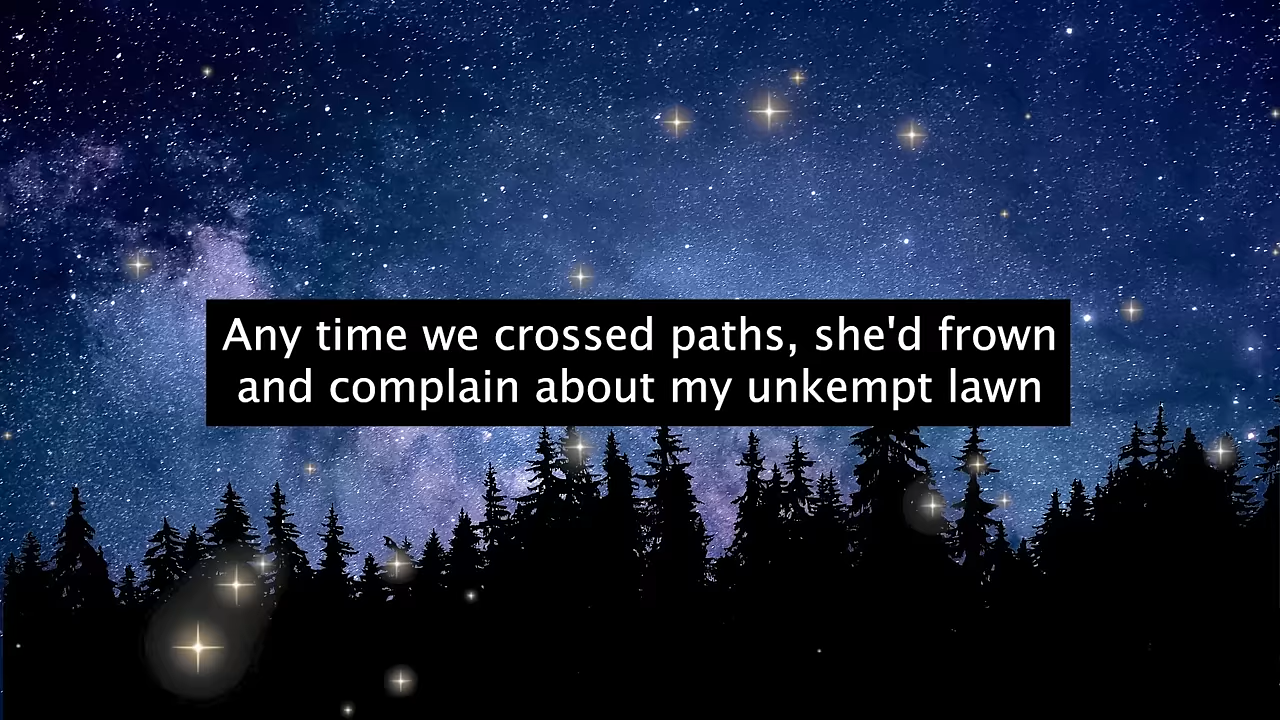 Any time we crossed paths, she'd frown
and complain about my unkempt lawn